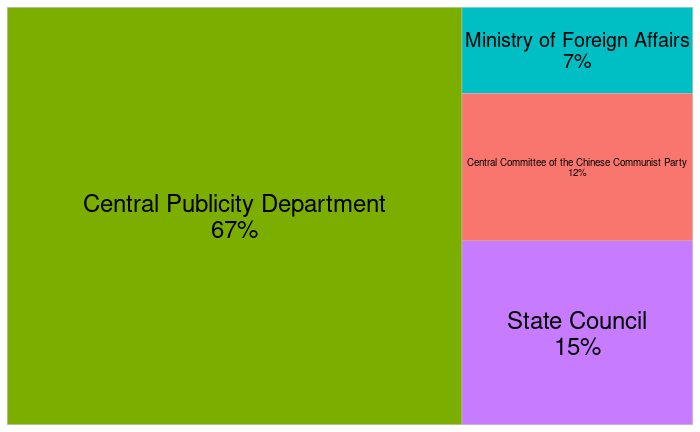 Central Publicity Department
67%
Ministry of Foreign Affairs
7%
Central Committee of the Chinese Communist Party
12%
State Council
15%